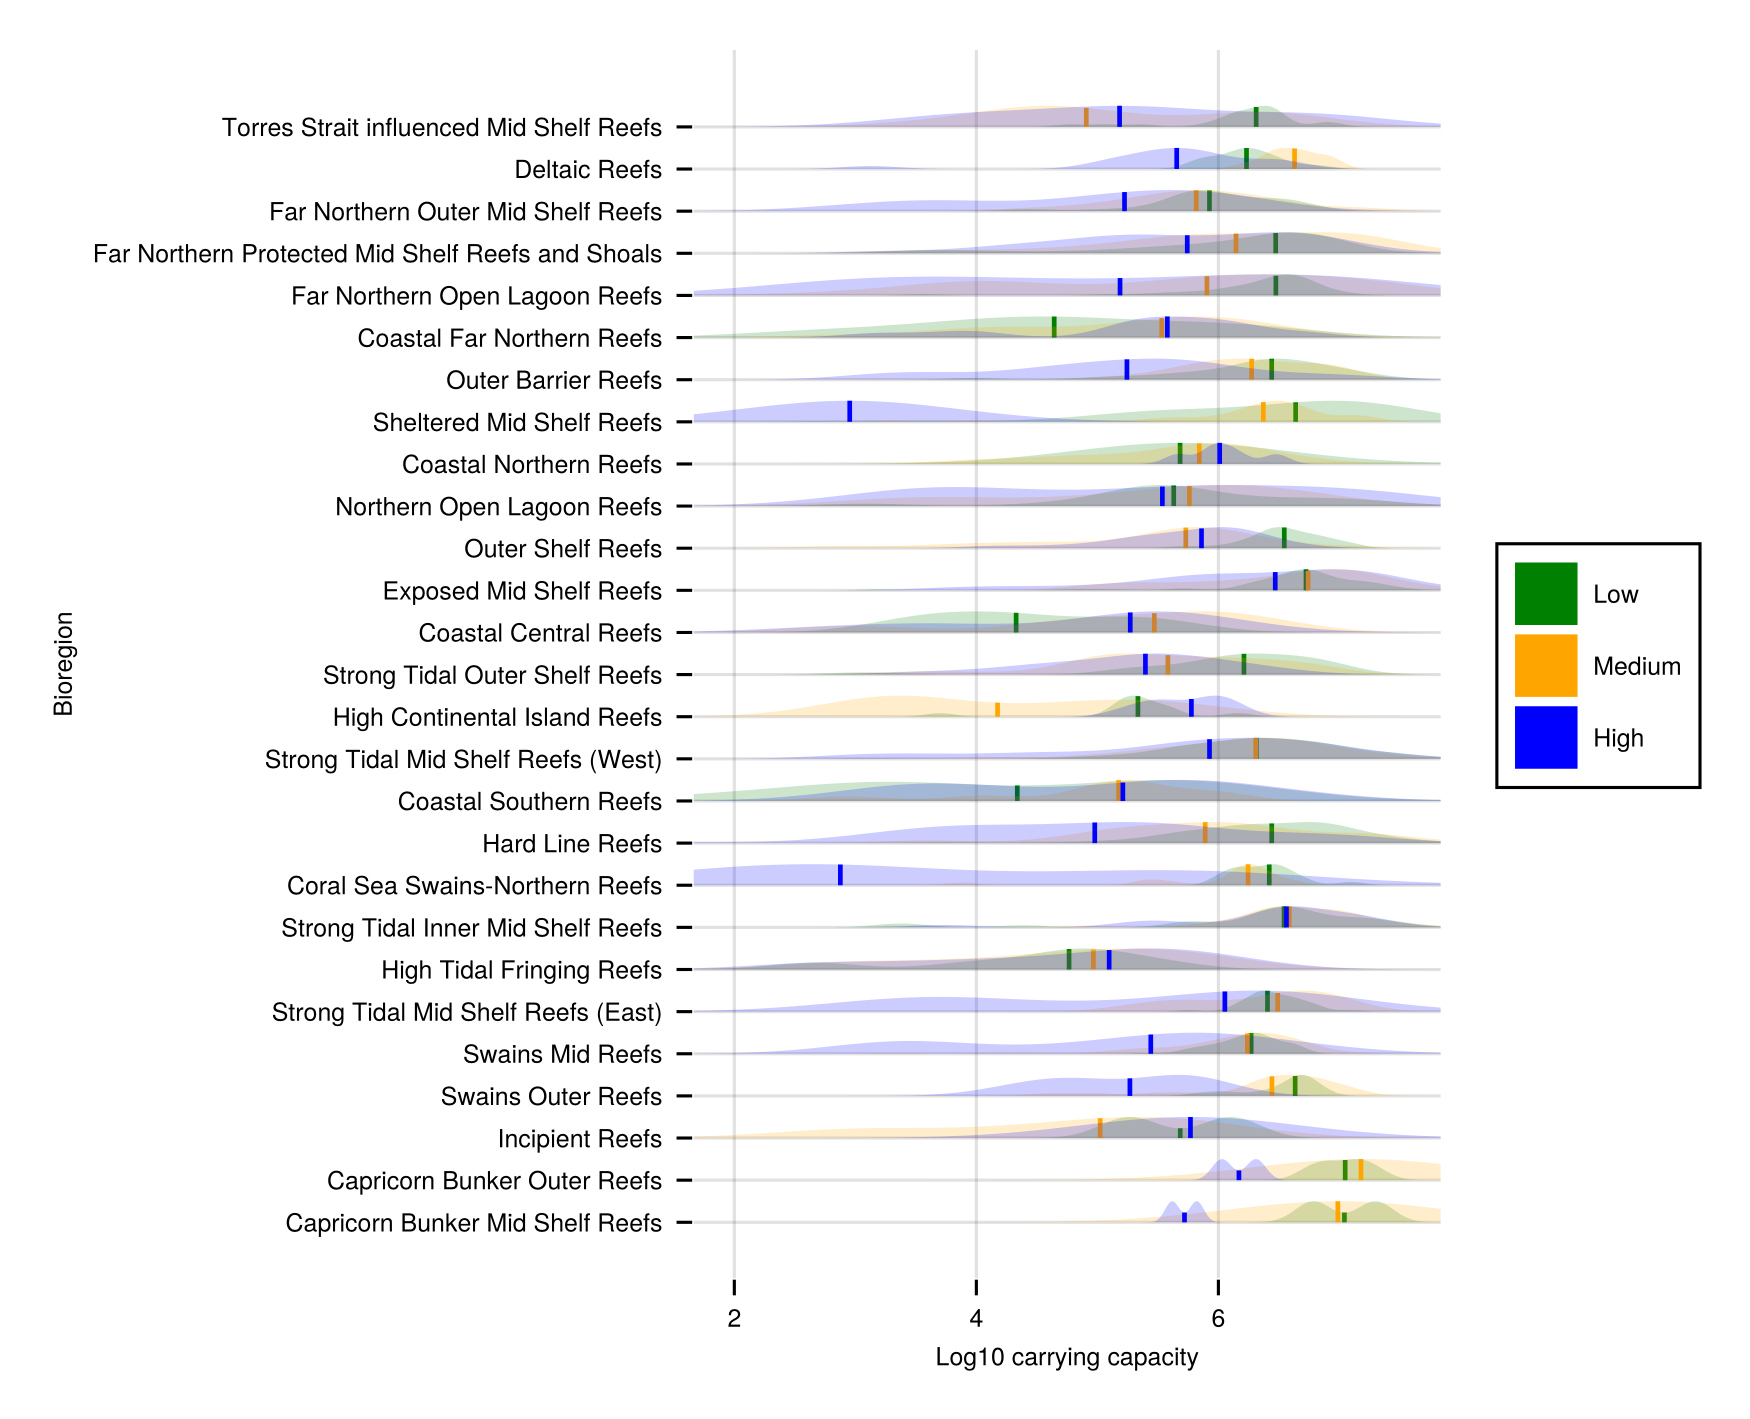 Torres Strait influenced Mid Shelf Reefs
Deltaic Reefs
Far Northern Outer Mid Shelf Reefs
Far Northern Protected Mid Shelf Reefs and Shoals
Far Northern Open Lagoon Reefs
Coastal Far Northern Reefs
Outer Barrier Reefs
Sheltered Mid Shelf Reefs
Coastal Northern Reefs
Northern Open Lagoon Reefs
Outer Shelf Reefs
Exposed Mid Shelf Reefs
Coastal Central Reefs
Strong Tidal Outer Shelf Reefs
High Continental Island Reefs
Strong Tidal Mid Shelf Reefs (West)
Coastal Southern Reefs
Hard Line Reefs
Coral Sea Swains-Northern Reefs
Strong Tidal Inner Mid Shelf Reefs
High Tidal Fringing Reefs
Strong Tidal Mid Shelf Reefs (East)
Swains Mid Reefs
Swains Outer Reefs
Incipient Reefs
Capricorn Bunker Outer Reefs
Capricorn Bunker Mid Shelf Reefs
Bioregion
2 4 6
Log10 carrying capacity
Low
Medium
High